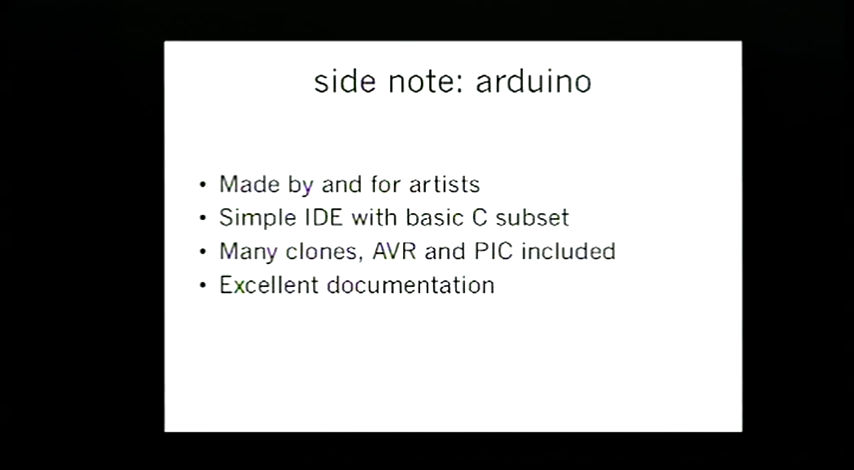 side note: arduino
• Made by and for artists
• Simple IDE with basic C subset
• Many clones, AVR and PIC included
• Excellent documentation